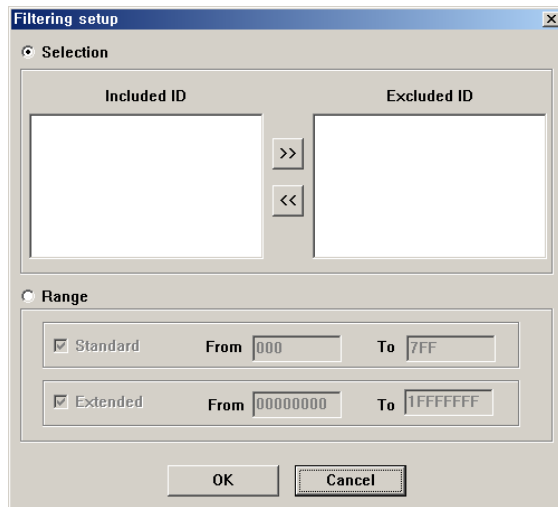 Filtering setup
Selection
Included ID Excluded ID
>>
<<
Range
Standard From 000 To 7FF
Extended From 00000000 To 1FFFFFFF
OK Cancel